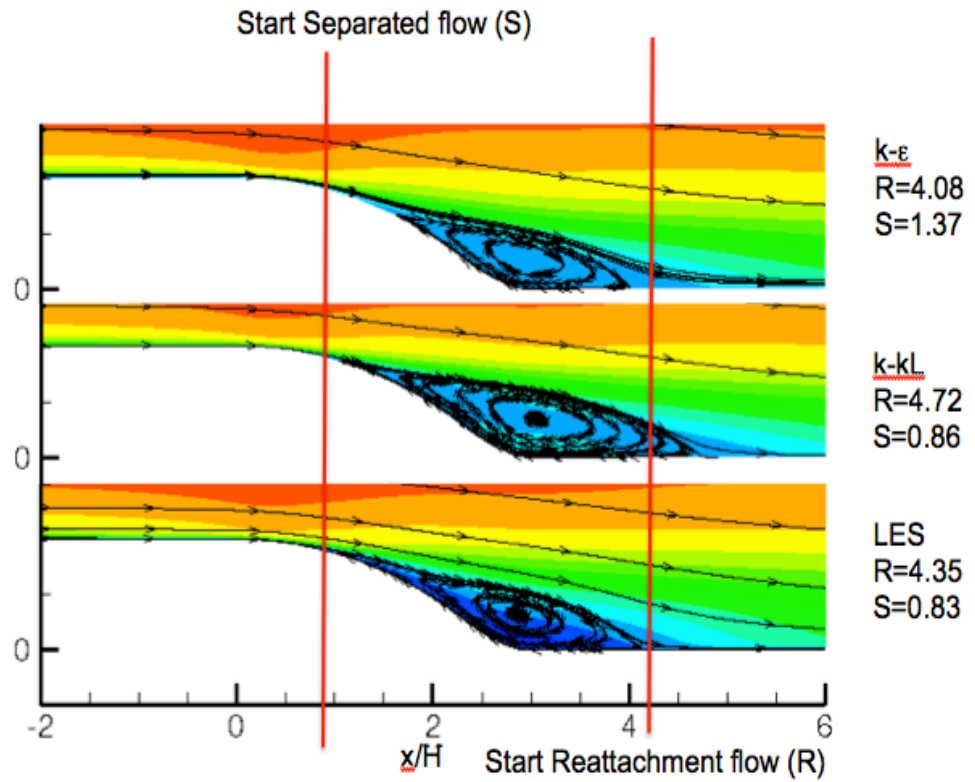 Start Separated flow (S)
k-ε
R=4.08
S=1.37
0
k-kL
R=4.72
S=0.86
0
LES
R=4.35
S=0.83
0
-2 0 2 4 6
x/H
Start Reattachment flow (R)